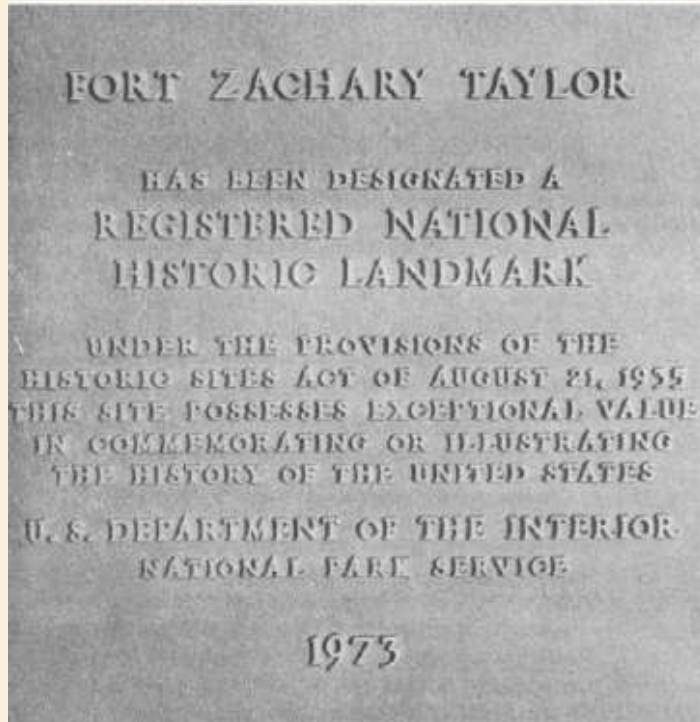 FORT ZACHARY TAYLOR
HAS BEEN DESIGNATED A
REGISTERED NATIONAL
HISTORIC LANDMARK
UNDER THE PROVISIONS OF THE
HISTORIC SITES ACT OF AUGUST 21, 1935
THIS SITE POSSESSES EXCEPTIONAL VALUE
IN COMMEMORATING OR ILLUSTRATING
THE HISTORY OF THE UNITED STATES
U. S. DEPARTMENT OF THE INTERIOR
NATIONAL PARK SERVICE
1973